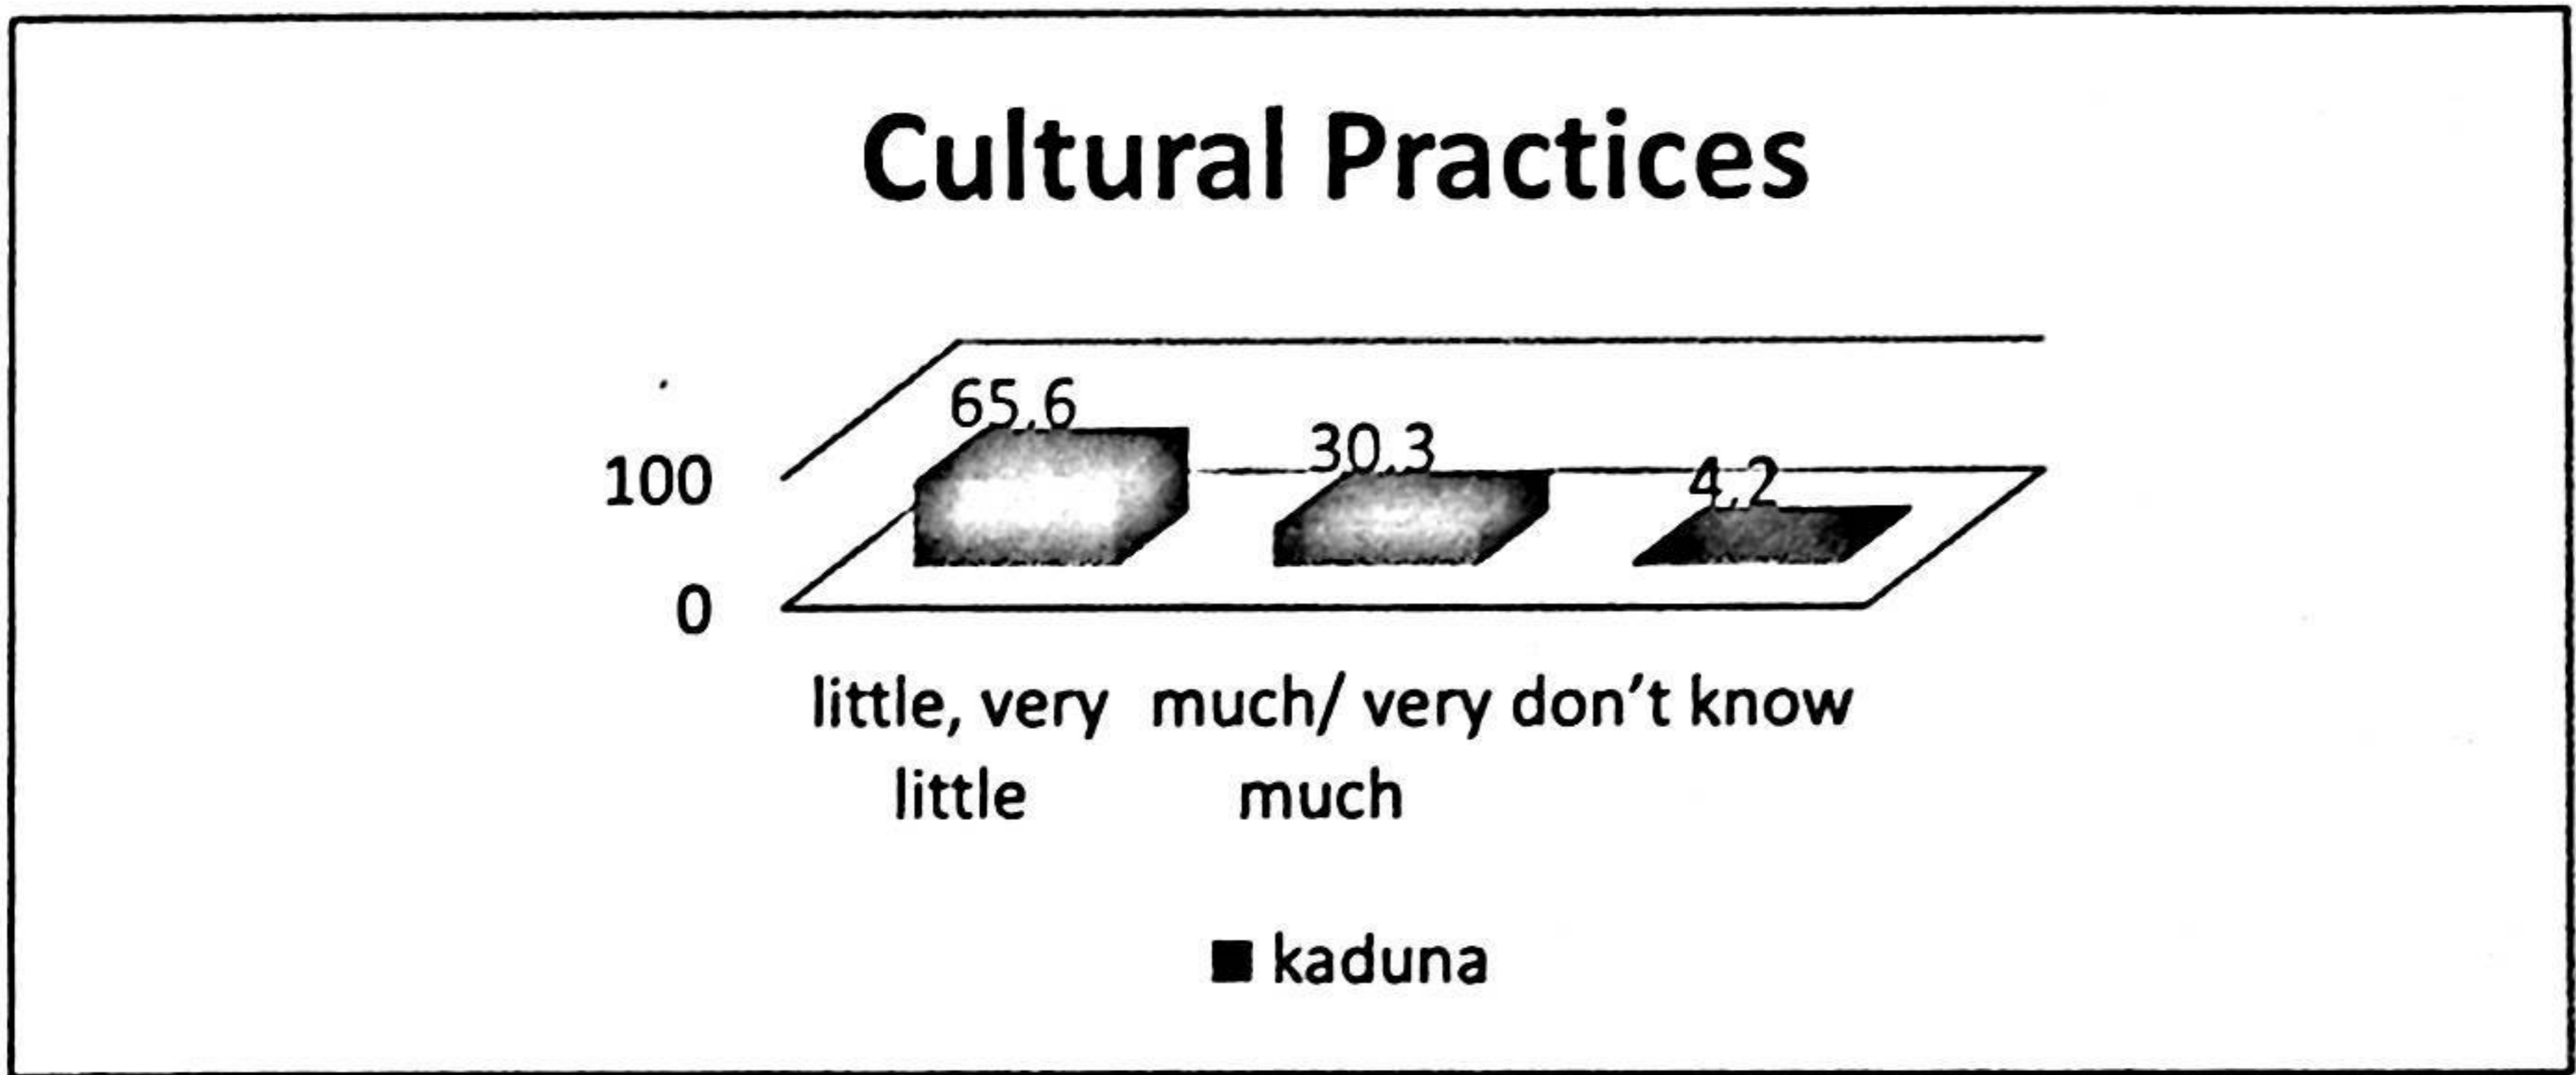 Cultural Practices
65,6
30,3
4,2
100
0
little, very much/ very don't know
little much
■ kaduna